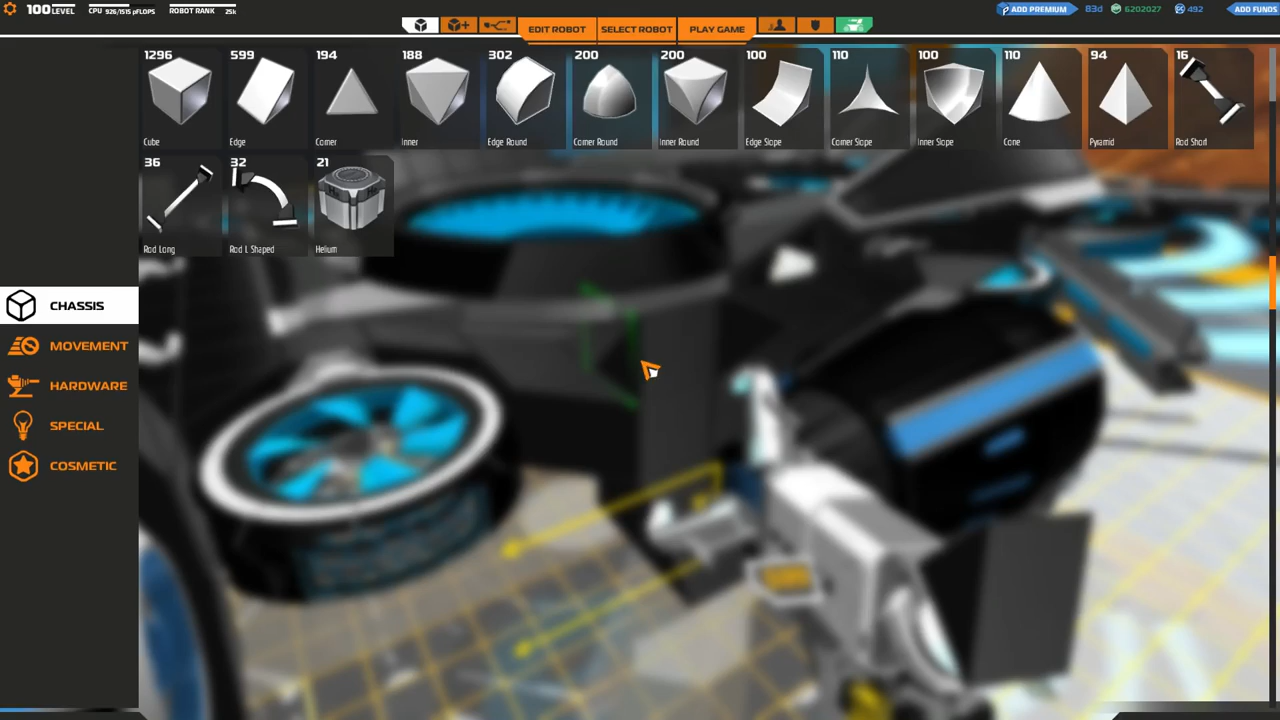 100 LEVEL CPU 926/1515 pFLOPS ROBOT RANK 25k
EDIT ROBOT SELECT ROBOT PLAY GAME
ADD PREMIUM 83d 6202027 492 ADD FUNDS
1296 599 194 188 302 200 200 100 110 100 110 94 16
Cube Edge Corner Inner Edge Round Corner Round Inner Round Edge Slope Corner Slope Inner Slope Cone Pyramid Rod Short
36 32 21
Rod Long Rod L Shaped Helium
CHASSIS
MOVEMENT
HARDWARE
SPECIAL
COSMETIC